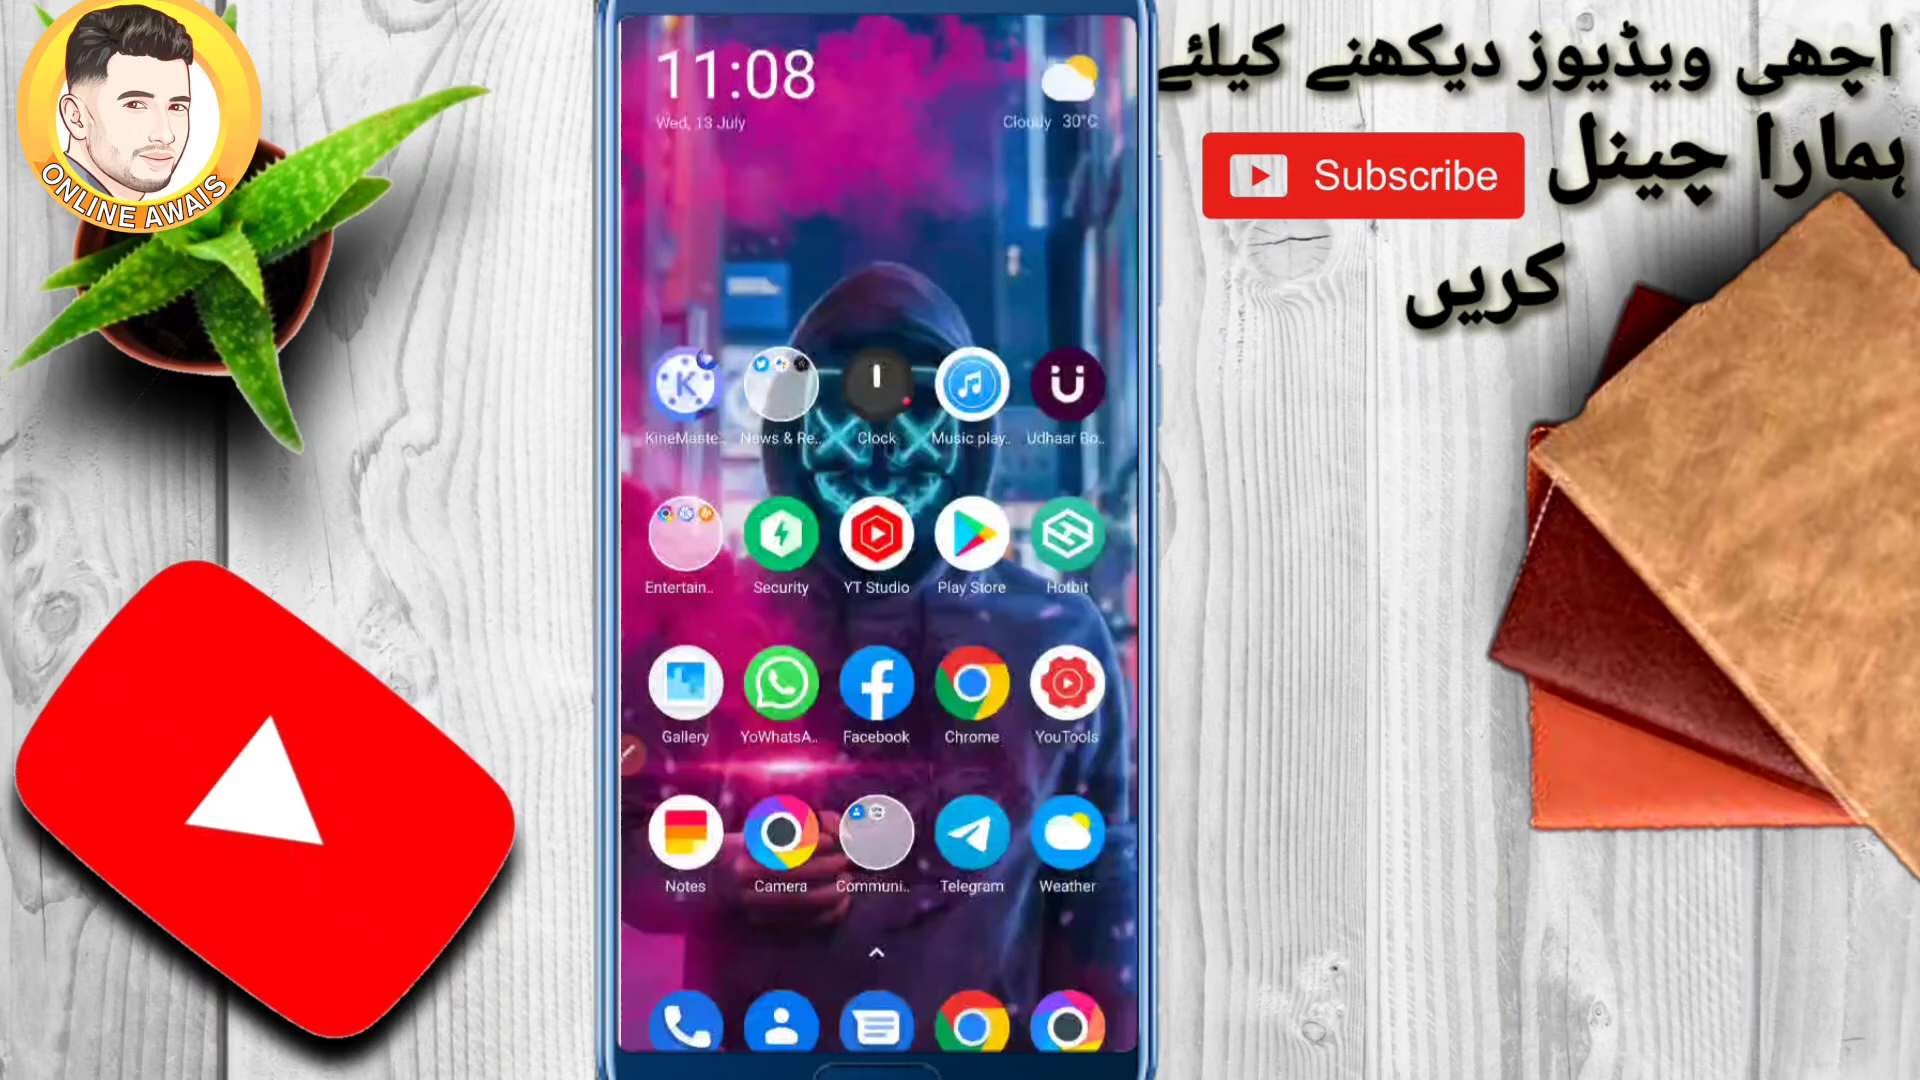 ONLINE AWAIS
11:08
Wed, 13 July
Cloudy 30°C
اچھی ویڈیوز دیکھنے کیلئے
ہمارا چینل
Subscribe
کریں
KineMaste..
News & Re..
Clock
Music play..
Udhaar Bo..
Entertain..
Security
YT Studio
Play Store
Hotbit
Gallery
YoWhatsA..
Facebook
Chrome
YouTools
Notes
Camera
Communi..
Telegram
Weather